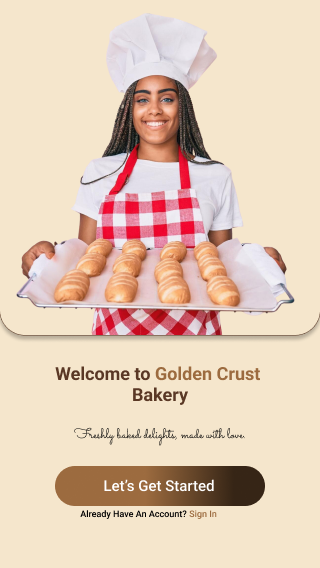 Welcome to Golden Crust
Bakery
Freshly baked delights, made with love.
Let's Get Started
Already Have An Account? Sign In